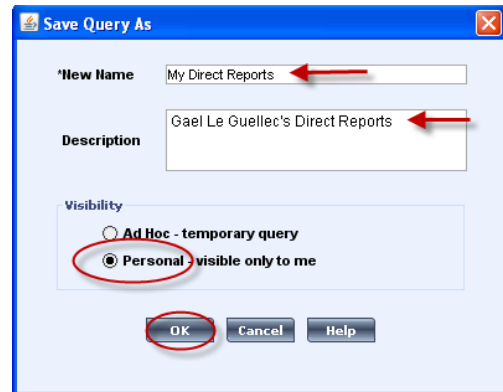 Save Query As
*New Name My Direct Reports
Gael Le Guellec's Direct Reports
Description
Visibility
Ad Hoc - temporary query
Personal - visible only to me
OK Cancel Help